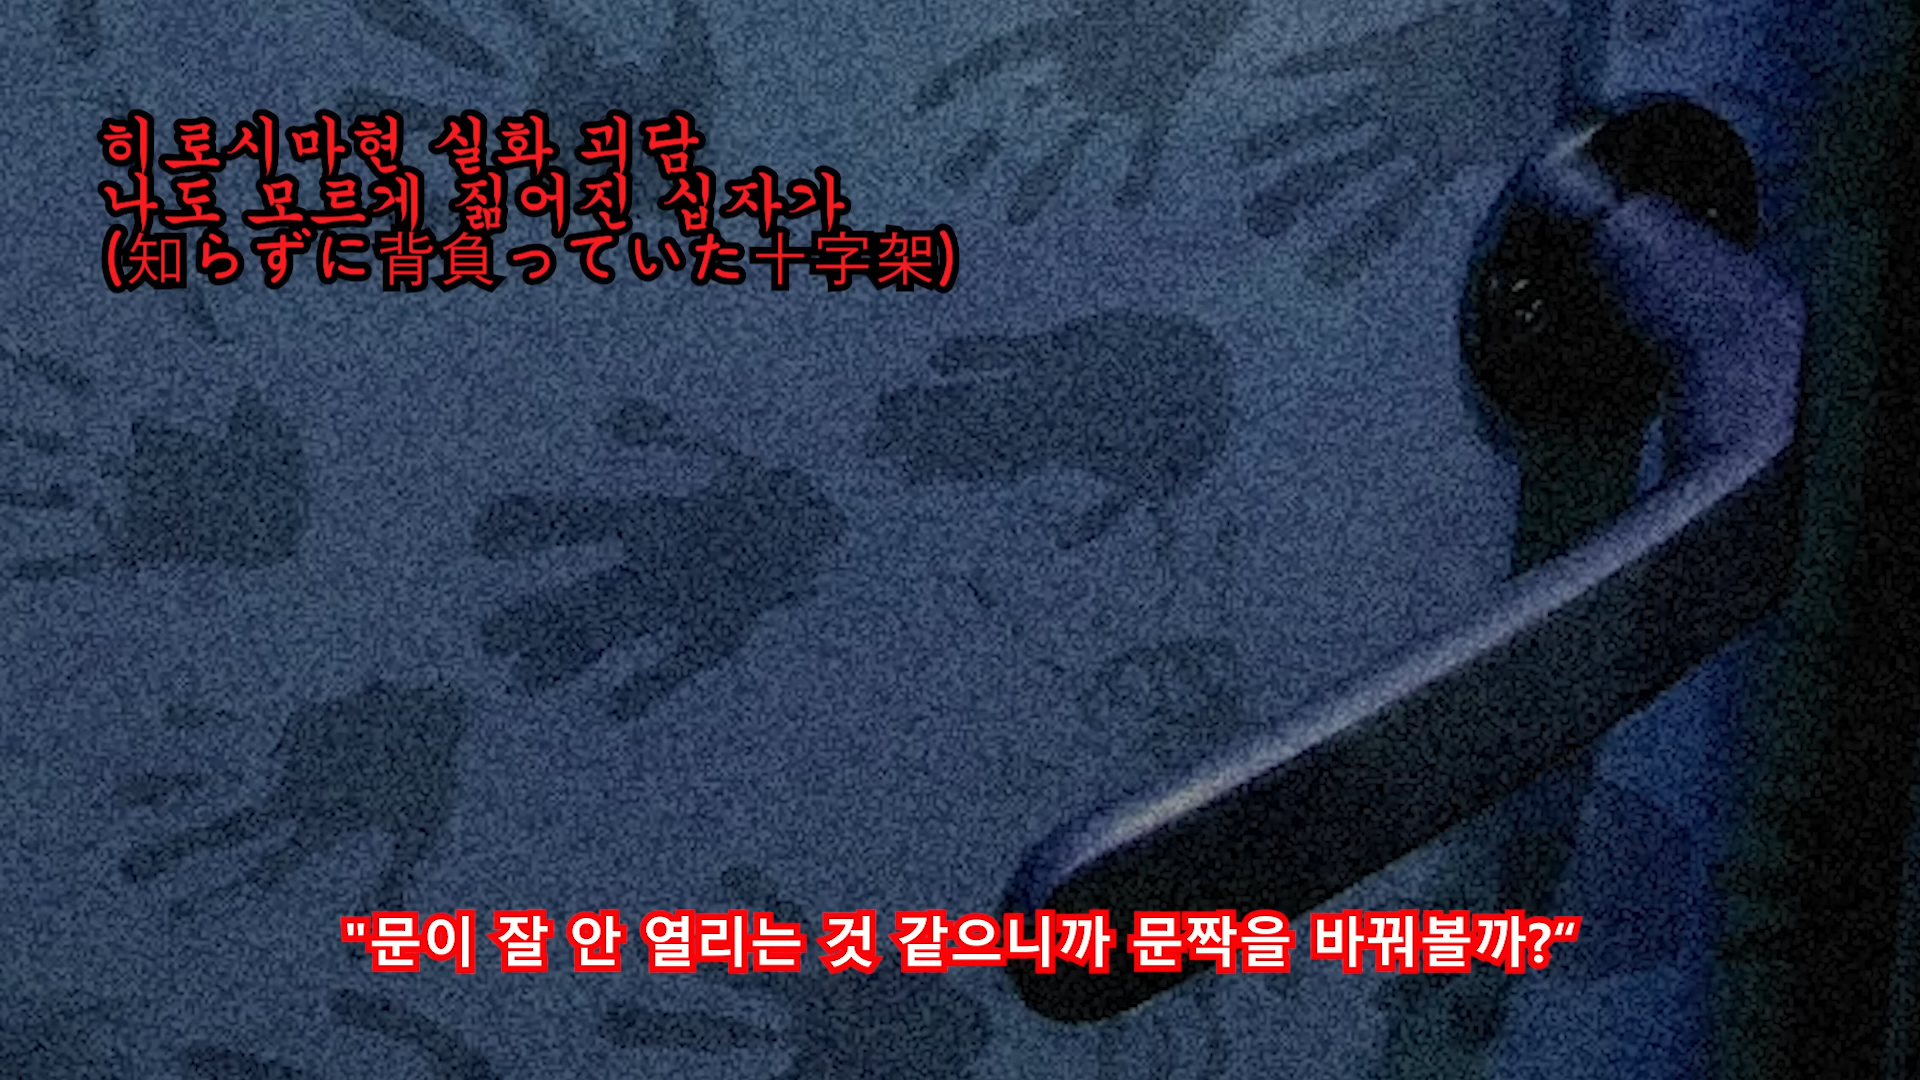 히로시마현 실화 괴담
나도 모르게 짊어진 십자가
(知らずに背負っていた十字架)
"문이 잘 안 열리는 것 같으니까 문짝을 바꿔볼까?“